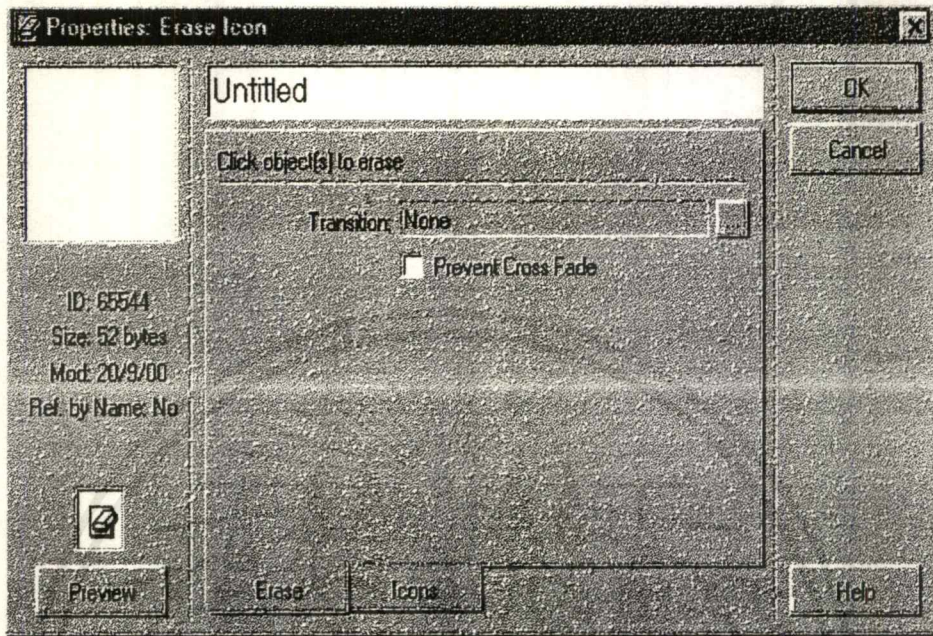 Properties: Erase Icon
Untitled
OK
Cancel
Click object(s) to erase
Transition: None
...
Prevent Cross Fade
ID: 65544
Size: 52 bytes
Mod: 20/9/00
Ref. by Name: No
Preview
Erase
Icons
Help